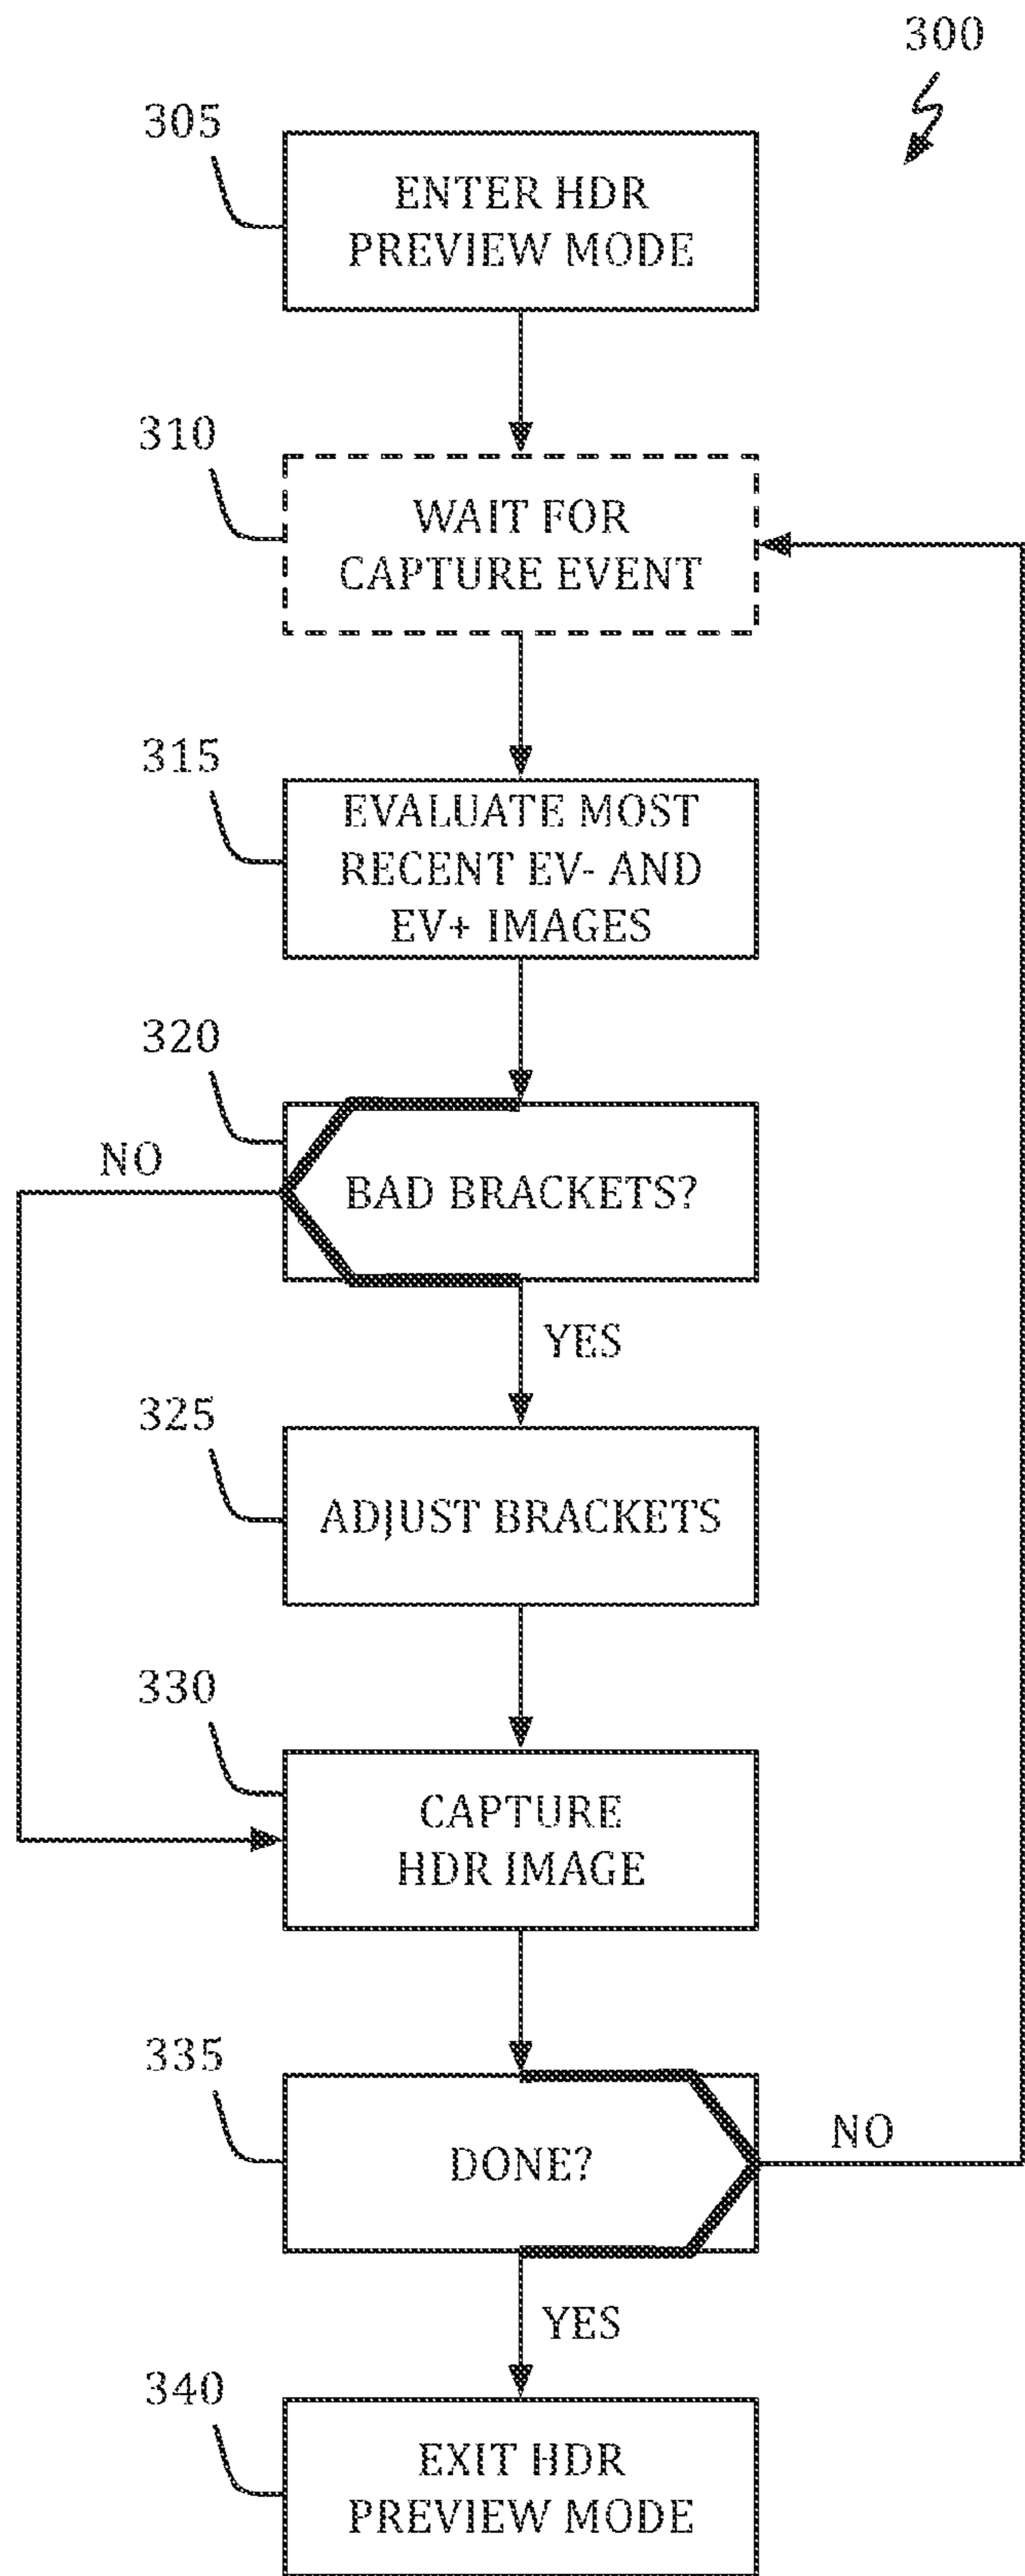 300
305
ENTER HDR
PREVIEW MODE
310
WAIT FOR
CAPTURE EVENT
315
EVALUATE MOST
RECENT EV- AND
EV+ IMAGES
320
NO
BAD BRACKETS?
YES
325
ADJUST BRACKETS
330
CAPTURE
HDR IMAGE
335
DONE?
NO
YES
340
EXIT HDR
PREVIEW MODE